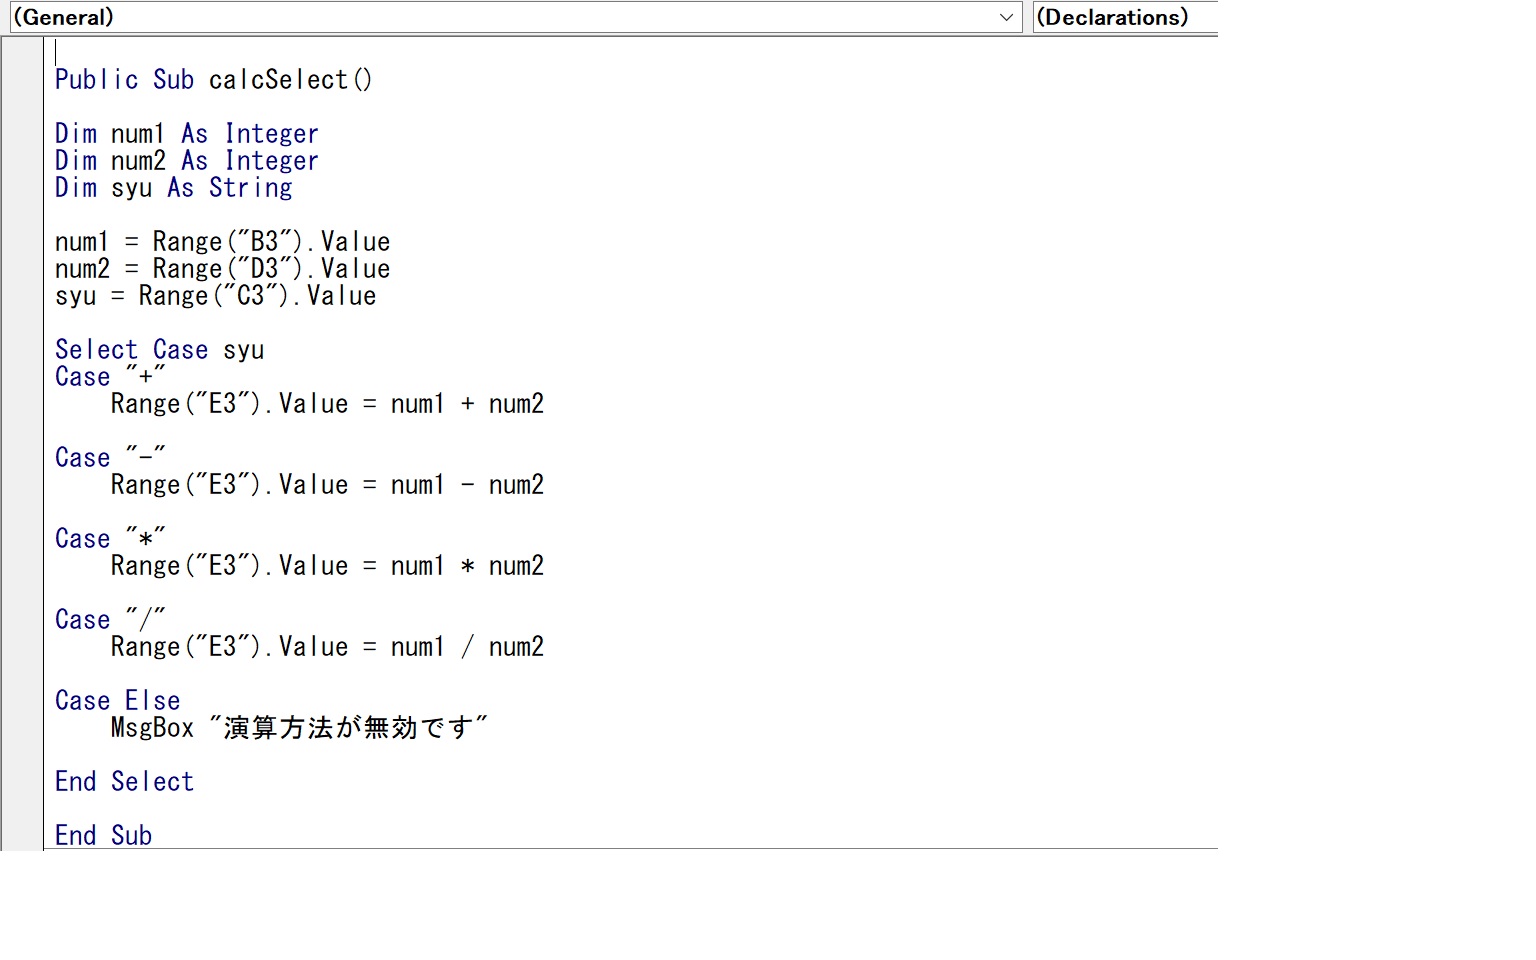 (General)
(Declarations)
Public Sub calcSelect()
Dim num1 As Integer
Dim num2 As Integer
Dim syu As String
num1 = Range("B3").Value
num2 = Range("D3").Value
syu = Range("C3").Value
Select Case syu
Case "+"
    Range("E3").Value = num1 + num2
Case "-"
    Range("E3").Value = num1 - num2
Case "*"
    Range("E3").Value = num1 * num2
Case "/"
    Range("E3").Value = num1 / num2
Case Else
    MsgBox "演算方法が無効です"
End Select
End Sub